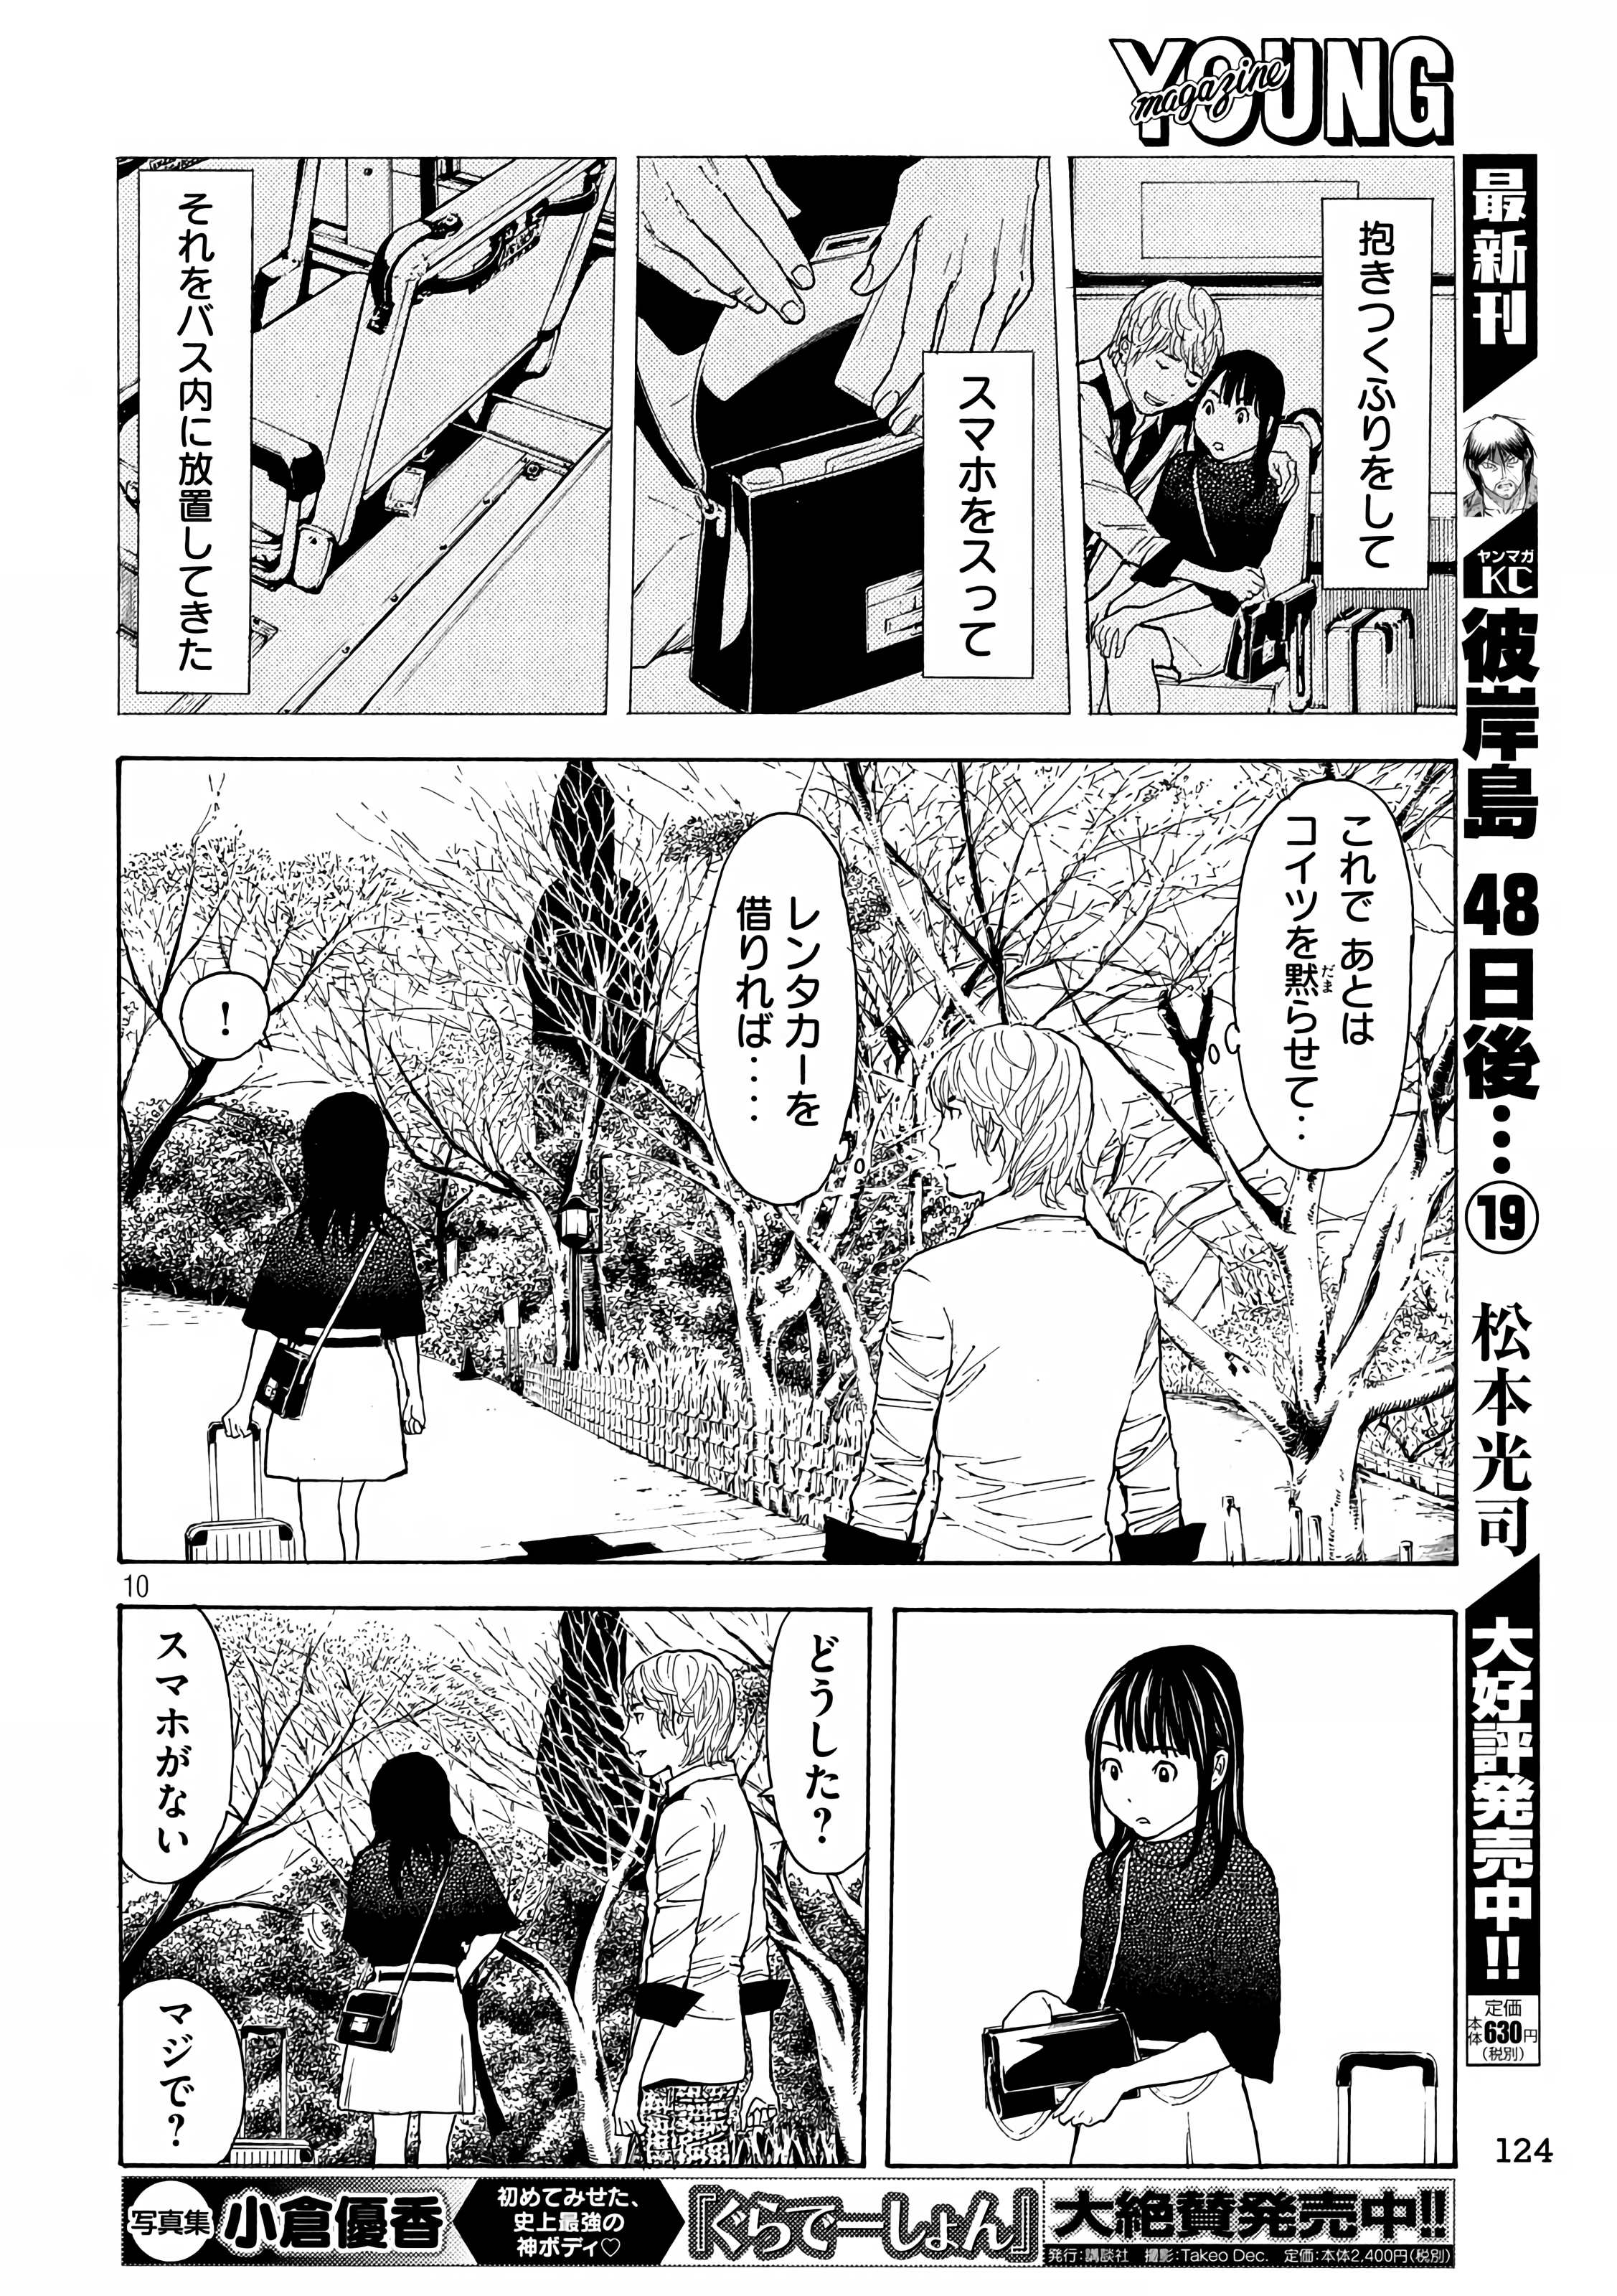 YOUNG
magazine
抱きつくふりをして
スマホをスって
それをバス内に放置してきた
これで あとは
コイツを黙らせて‥
だま
レンタカーを
借りれば‥‥
!
10
どうした?
スマホがない
マジで?
最新刊
ヤンマガ
KC
彼岸島 48日後…⑲
松本光司
大好評発売中!!
定価
本体630円
(税別)
124
写真集
小倉優香
初めてみせた、
史上最強の
神ボディ♡
『ぐらでーしょん』
大絶賛発売中!!
発行:講談社 撮影:Takeo Dec. 定価:本体2,400円(税別)